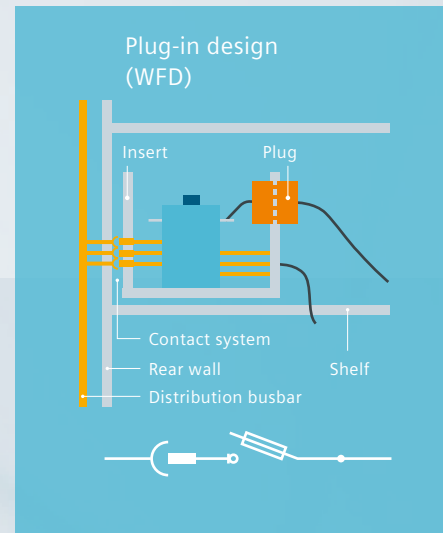 Plug-in design
(WFD)
Insert
Plug
Contact system
Rear wall
Shelf
Distribution busbar